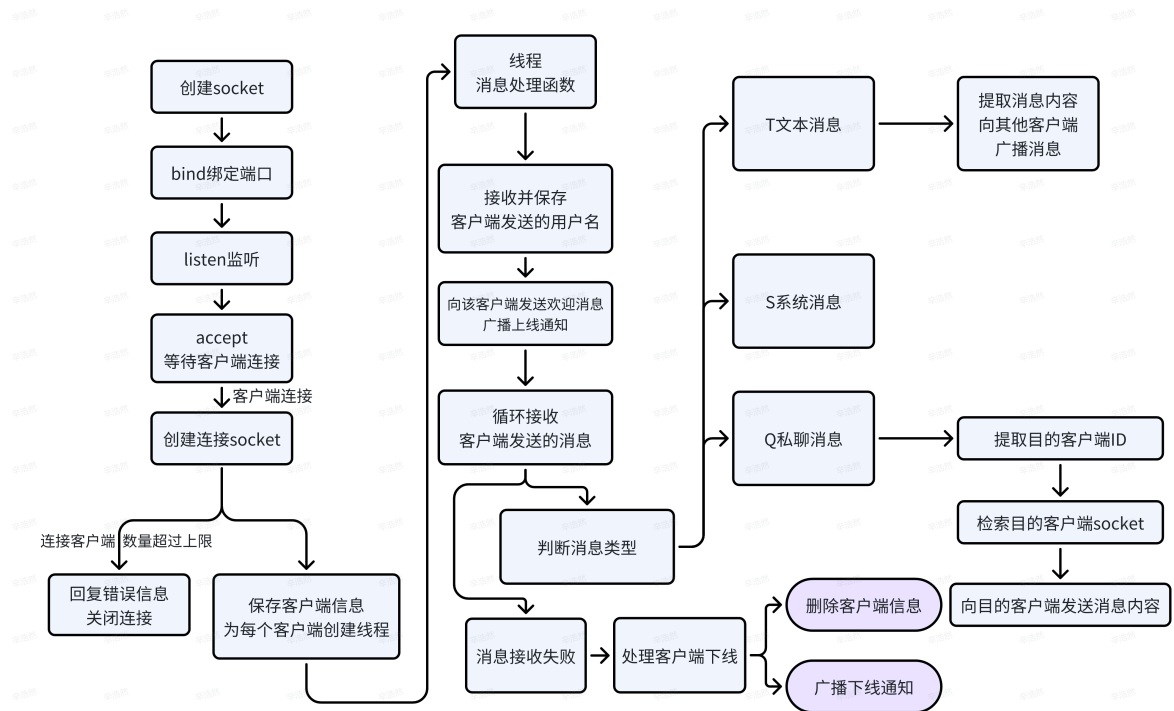 创建socket
bind绑定端口
listen监听
accept
等待客户端连接
客户端连接
创建连接socket
连接客户端 数量超过上限
回复错误信息
关闭连接
保存客户端信息
为每个客户端创建线程
线程
消息处理函数
接收并保存
客户端发送的用户名
向该客户端发送欢迎消息
广播上线通知
循环接收
客户端发送的消息
判断消息类型
消息接收失败
处理客户端下线
删除客户端信息
广播下线通知
T文本消息
提取消息内容
向其他客户端
广播消息
S系统消息
Q私聊消息
提取目的客户端ID
检索目的客户端socket
向目的客户端发送消息内容